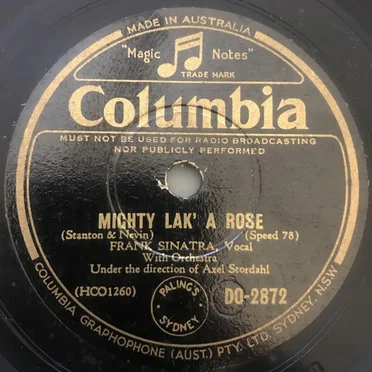 MADE IN AUSTRALIA
"Magic Notes"
TRADE MARK
Columbia
MUST NOT BE USED FOR RADIO BROADCASTING
NOR PUBLICLY PERFORMED
MIGHTY LAK' A ROSE
(Stanton & Nevin) (Speed 78)
FRANK SINATRA, Vocal
With Orchestra
Under the direction of Axel Stordahl
(HCO1260) PALING'S SYDNEY. DO-2872
COLUMBIA GRAPHOPHONE (AUST.) PTY. LTD. SYDNEY. N.S.W